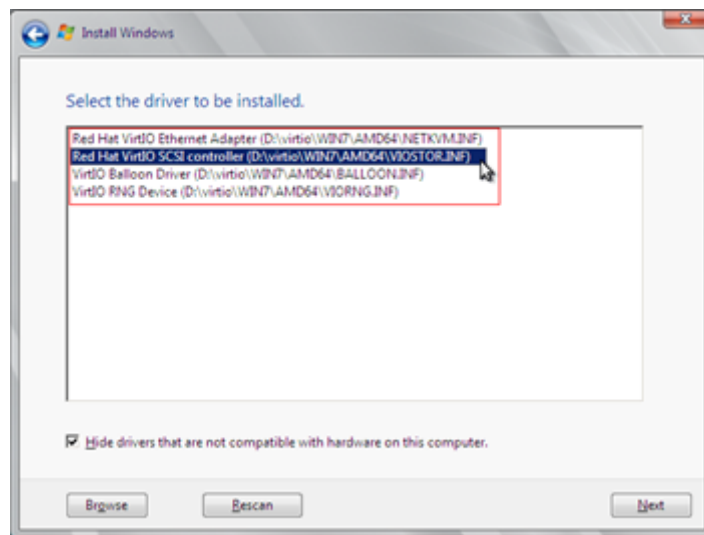 Install Windows
Select the driver to be installed.
Red Hat VirtIO Ethernet Adapter (D:\virtio\WIN7\AMD64\NETKVM.INF)
Red Hat VirtIO SCSI controller (D:\virtio\WIN7\AMD64\VIOSTOR.INF)
VirtIO Balloon Driver (D:\virtio\WIN7\AMD64\BALLOON.INF)
VirtIO RNG Device (D:\virtio\WIN7\AMD64\VIORNG.INF)
Hide drivers that are not compatible with hardware on this computer.
Browse
Rescan
Next